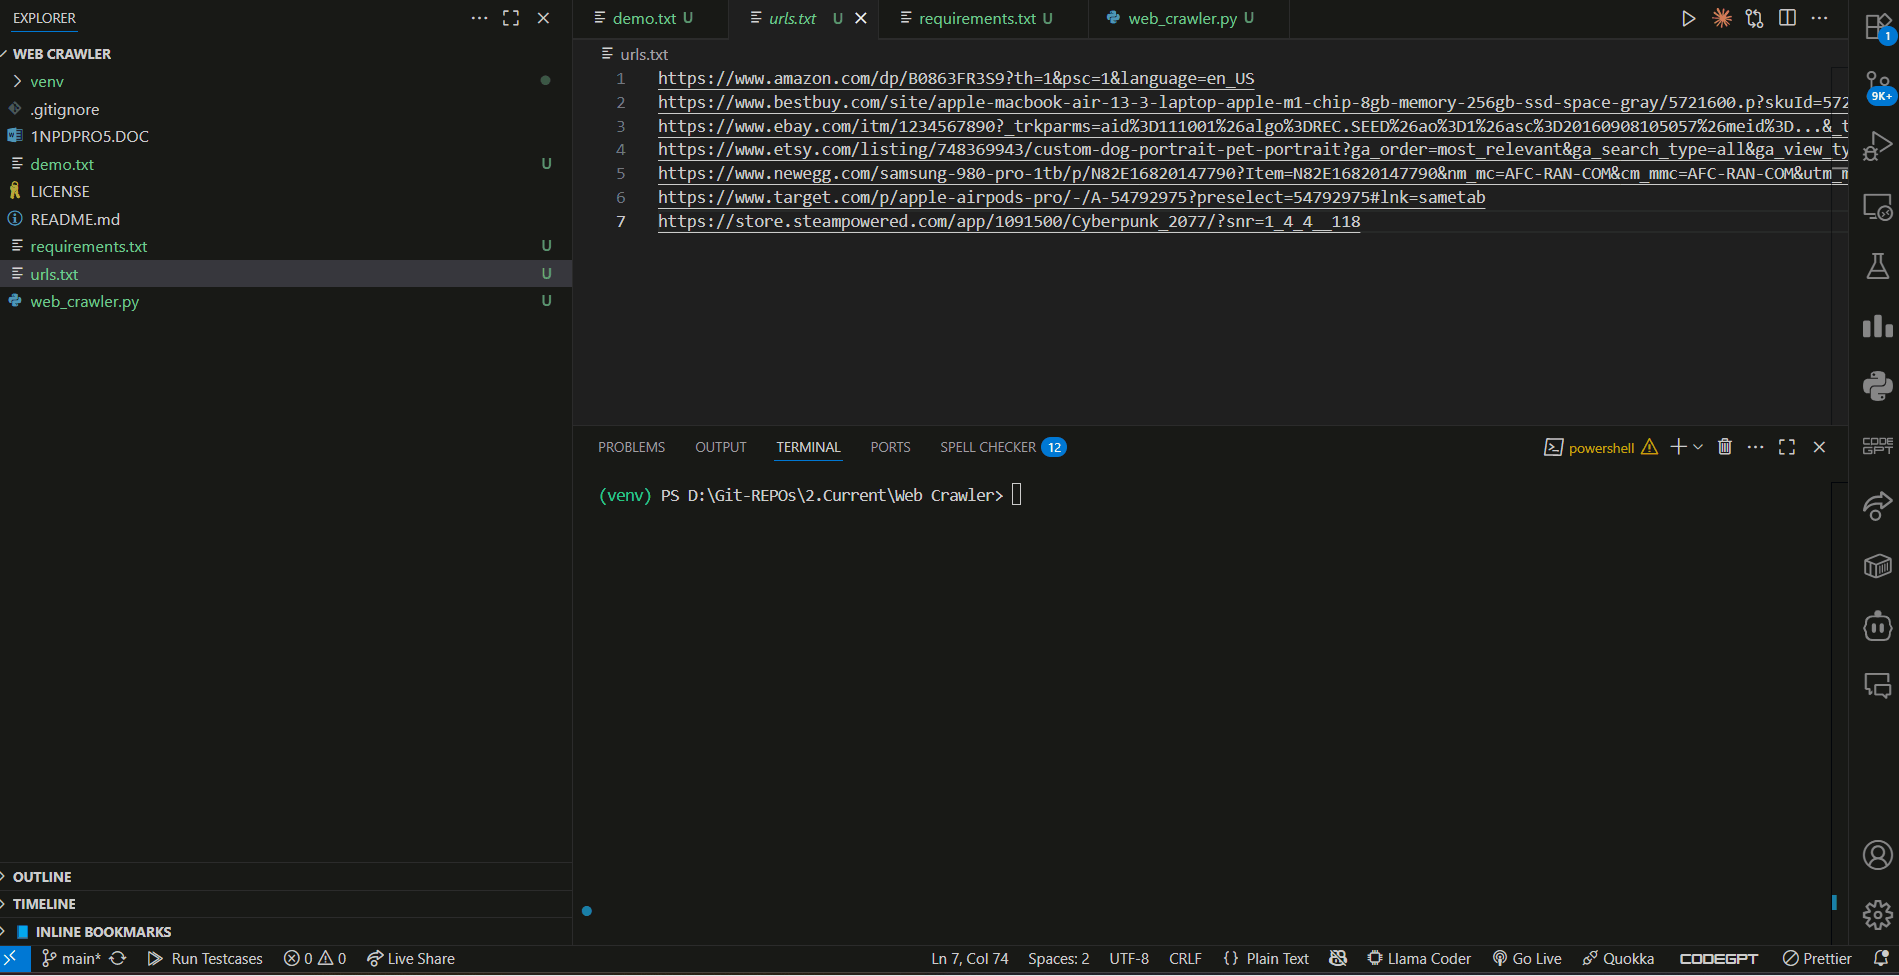 EXPLORER
WEB CRAWLER
venv
.gitignore
1NPDPRO5.DOC
demo.txt U
LICENSE
README.md
requirements.txt U
urls.txt U
web_crawler.py U
OUTLINE
TIMELINE
INLINE BOOKMARKS
demo.txt U urls.txt U requirements.txt U web_crawler.py U
urls.txt
1 https://www.amazon.com/dp/B0863FR3S9?th=1&psc=1&language=en_US
2 https://www.bestbuy.com/site/apple-macbook-air-13-3-laptop-apple-m1-chip-8gb-memory-256gb-ssd-space-gray/5721600.p?skuId=572
3 https://www.ebay.com/itm/1234567890?_trkparms=aid%3D111001%26algo%3DREC.SEED%26ao%3D1%26asc%3D20160908105057%26meid%3D...&_t
4 https://www.etsy.com/listing/748369943/custom-dog-portrait-pet-portrait?ga_order=most_relevant&ga_search_type=all&ga_view_ty
5 https://www.newegg.com/samsung-980-pro-1tb/p/N82E16820147790?Item=N82E16820147790&nm_mc=AFC-RAN-COM&cm_mmc=AFC-RAN-COM&utm_m
6 https://www.target.com/p/apple-airpods-pro/-/A-54792975?preselect=54792975#lnk=sametab
7 https://store.steampowered.com/app/1091500/Cyberpunk_2077/?snr=1_4_4__118
PROBLEMS OUTPUT TERMINAL PORTS SPELL CHECKER 12 powershell
(venv) PS D:\Git-REPOs\2.Current\Web Crawler>
1
9K+
CODE
GPT
main* Run Testcases 0 0 Live Share Ln 7, Col 74 Spaces: 2 UTF-8 CRLF {} Plain Text Llama Coder Go Live Quokka CODEGPT Prettier